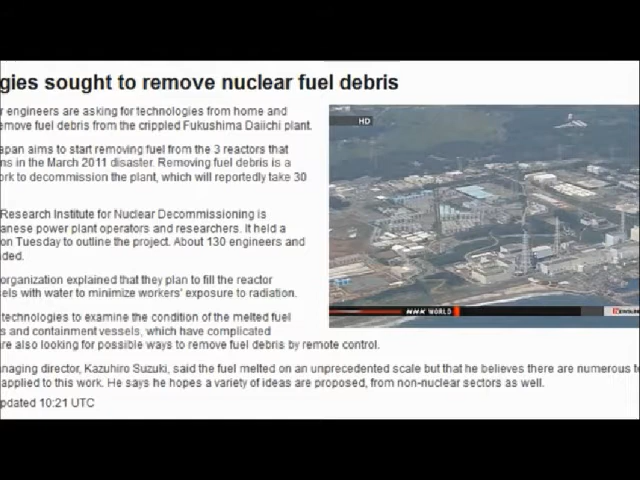 gies sought to remove nuclear fuel debris
r engineers are asking for technologies from home and
emove fuel debris from the crippled Fukushima Daiichi plant.
apan aims to start removing fuel from the 3 reactors that
ns in the March 2011 disaster. Removing fuel debris is a
ork to decommission the plant, which will reportedly take 30
Research Institute for Nuclear Decommissioning is
anese power plant operators and researchers. It held a
on Tuesday to outline the project. About 130 engineers and
ded.
organization explained that they plan to fill the reactor
sels with water to minimize workers' exposure to radiation.
technologies to examine the condition of the melted fuel
s and containment vessels, which have complicated
re also looking for possible ways to remove fuel debris by remote control.
anaging director, Kazuhiro Suzuki, said the fuel melted on an unprecedented scale but that he believes there are numerous te
applied to this work. He says he hopes a variety of ideas are proposed, from non-nuclear sectors as well.
pdated 10:21 UTC
HD
NHK WORLD